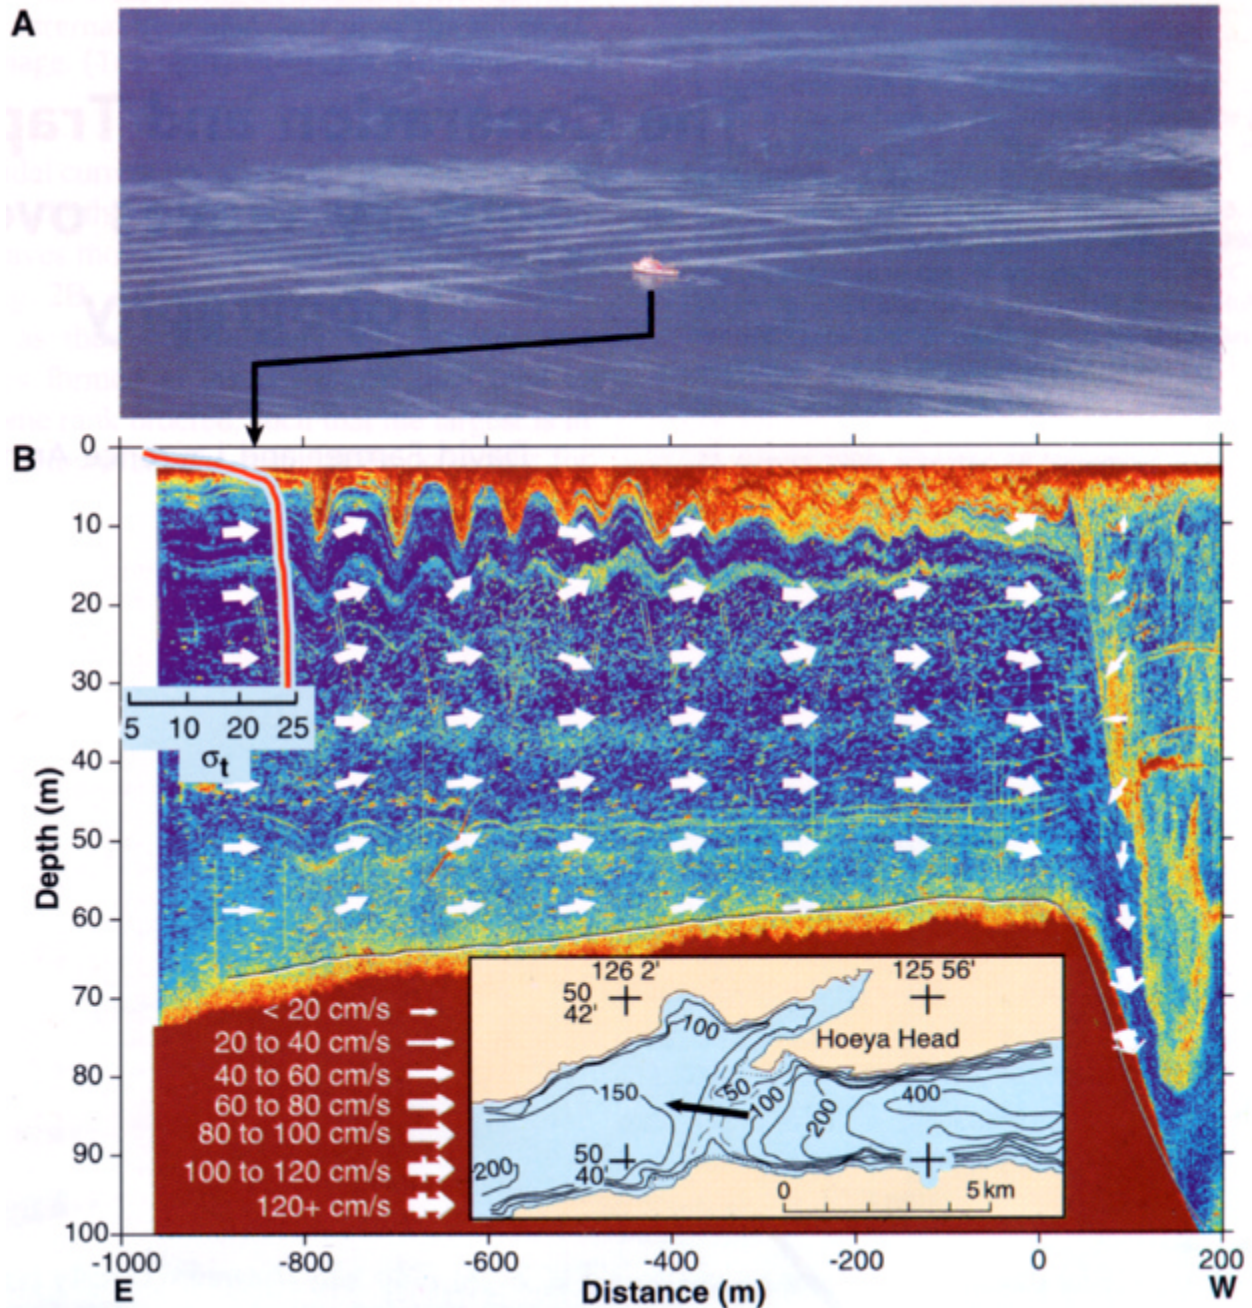 A
B
0
10
20
30
40
50
60
70
80
90
100
Depth (m)
5 10 20 25
σt
< 20 cm/s
20 to 40 cm/s
40 to 60 cm/s
60 to 80 cm/s
80 to 100 cm/s
100 to 120 cm/s
120+ cm/s
126 2'
125 56'
50
42'
Hoeya Head
100
150
50
100
200
400
200
50
40'
0 5 km
-1000 -800 -600 -400 -200 0 200
E Distance (m) W